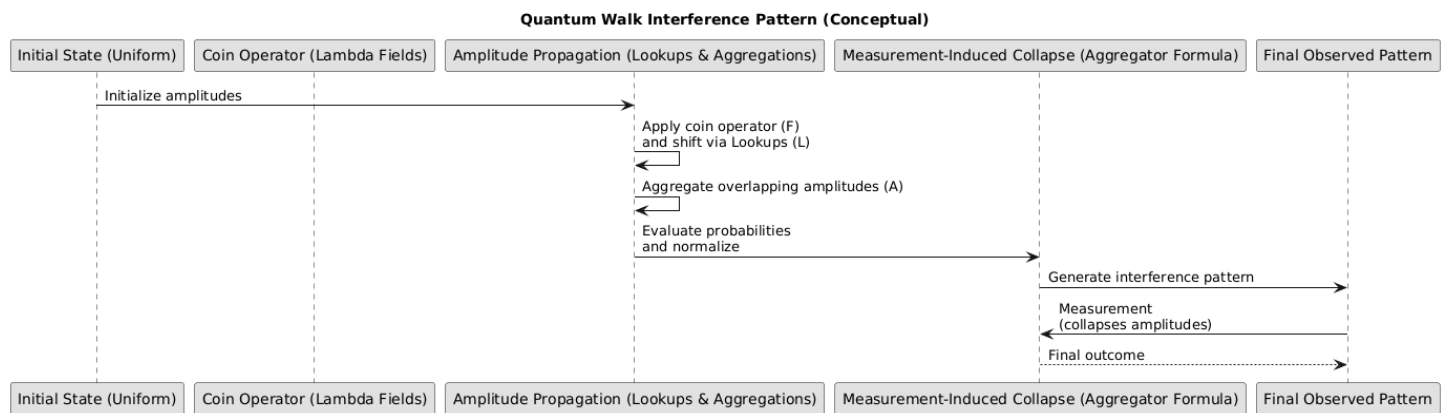 Quantum Walk Interference Pattern (Conceptual)
Initial State (Uniform)
Coin Operator (Lambda Fields)
Amplitude Propagation (Lookups & Aggregations)
Measurement-Induced Collapse (Aggregator Formula)
Final Observed Pattern
Initialize amplitudes
Apply coin operator (F)
and shift via Lookups (L)
Aggregate overlapping amplitudes (A)
Evaluate probabilities
and normalize
Generate interference pattern
Measurement
(collapses amplitudes)
Final outcome
Initial State (Uniform)
Coin Operator (Lambda Fields)
Amplitude Propagation (Lookups & Aggregations)
Measurement-Induced Collapse (Aggregator Formula)
Final Observed Pattern